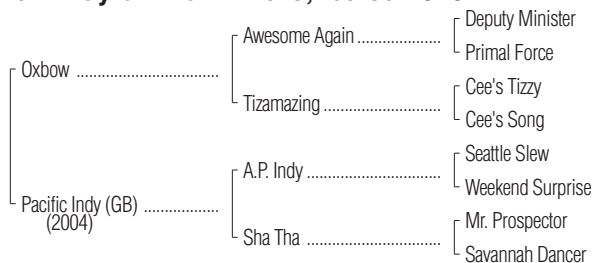 Deputy Minister
Awesome Again ......................
Primal Force
Oxbow .....................................
Cee's Tizzy
Tizamazing .............................
Cee's Song
Seattle Slew
A.P. Indy ...................................
Weekend Surprise
Pacific Indy (GB) ...................
(2004)
Mr. Prospector
Sha Tha ...................................
Savannah Dancer